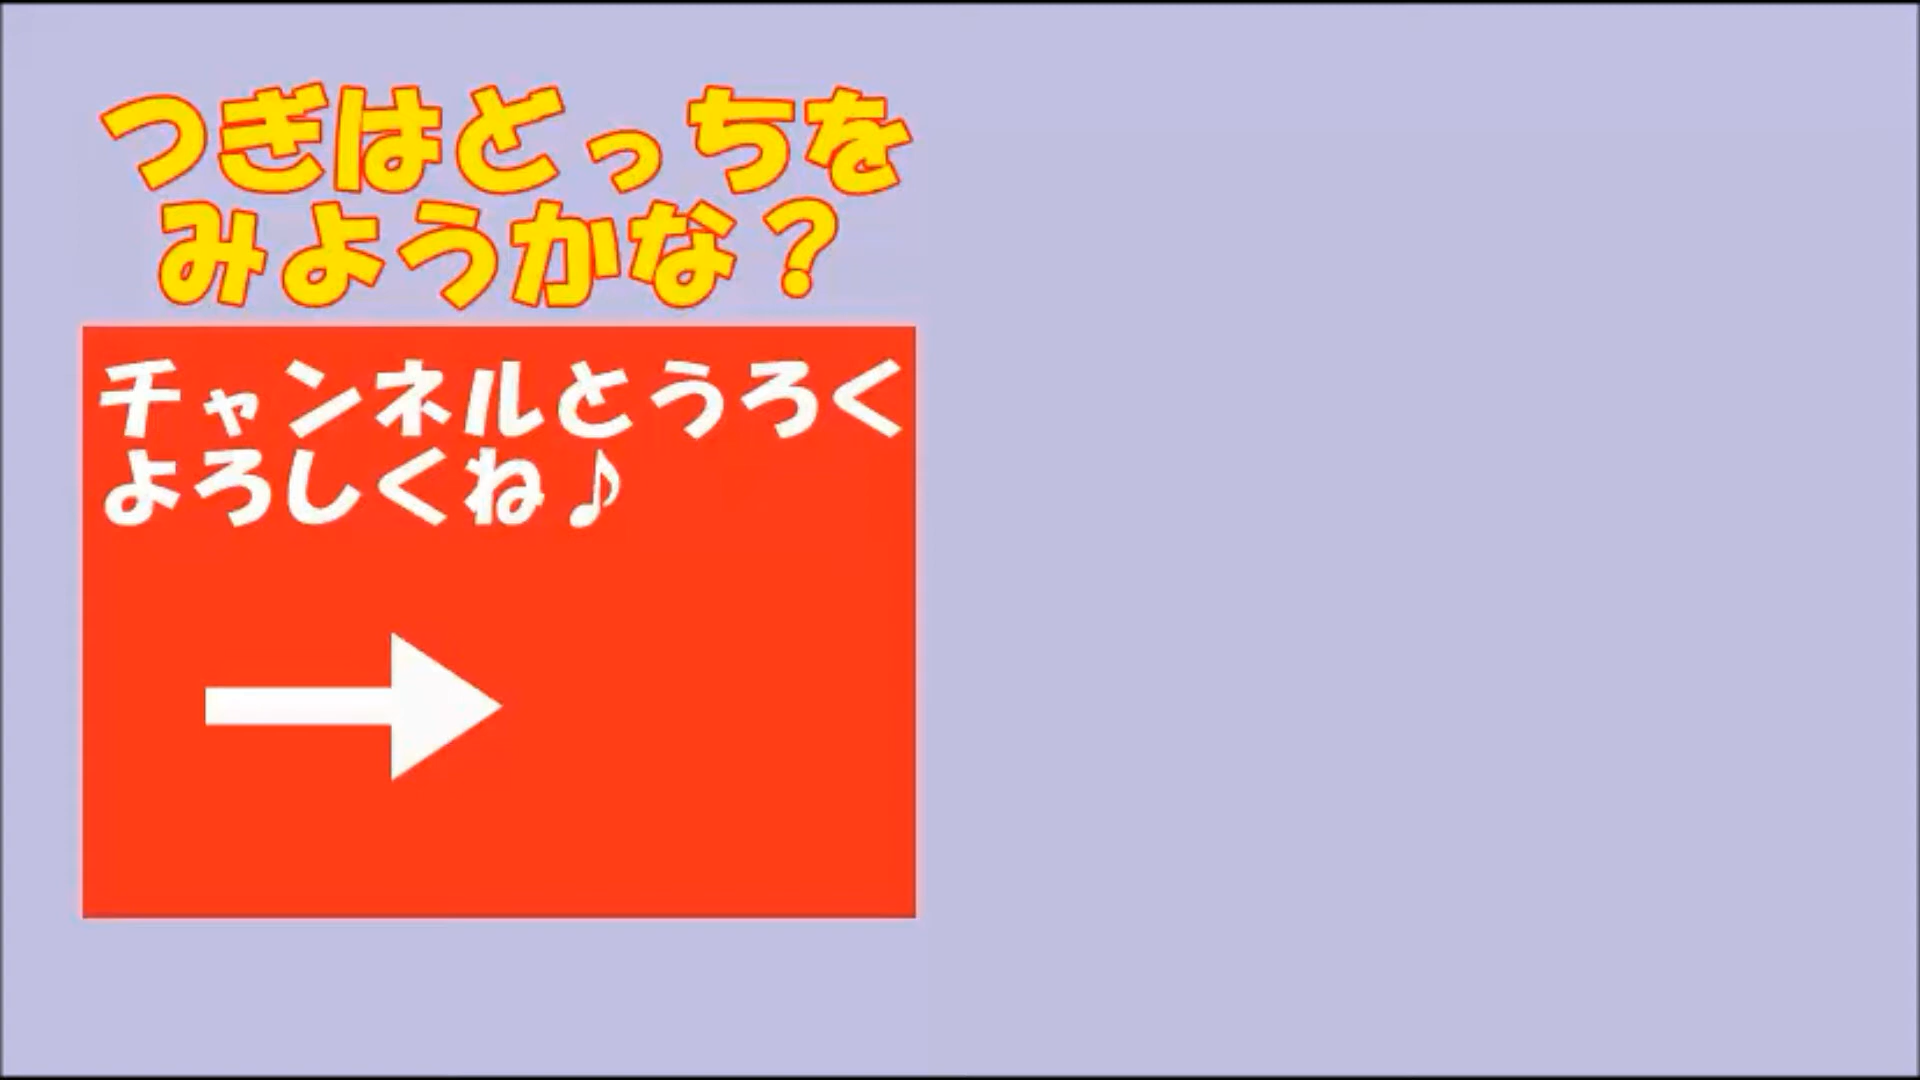 つぎはどっちを
みようかな？
チャンネルとうろく
よろしくね♪